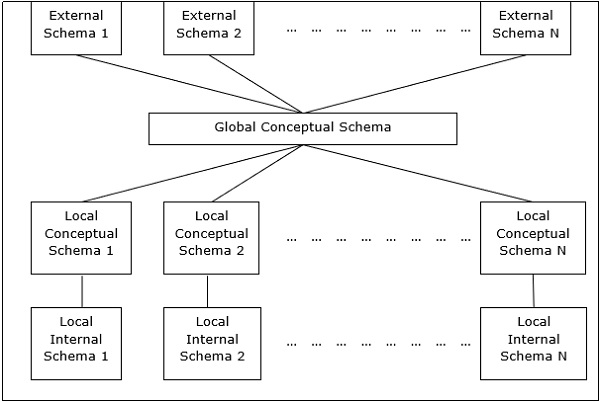 External
Schema 1
External
Schema 2
... ... ... ... ... ... ... ...
External
Schema N
Global Conceptual Schema
Local
Conceptual
Schema 1
Local
Conceptual
Schema 2
... ... ... ... ... ... ... ...
Local
Conceptual
Schema N
Local
Internal
Schema 1
Local
Internal
Schema 2
... ... ... ... ... ... ... ...
Local
Internal
Schema N